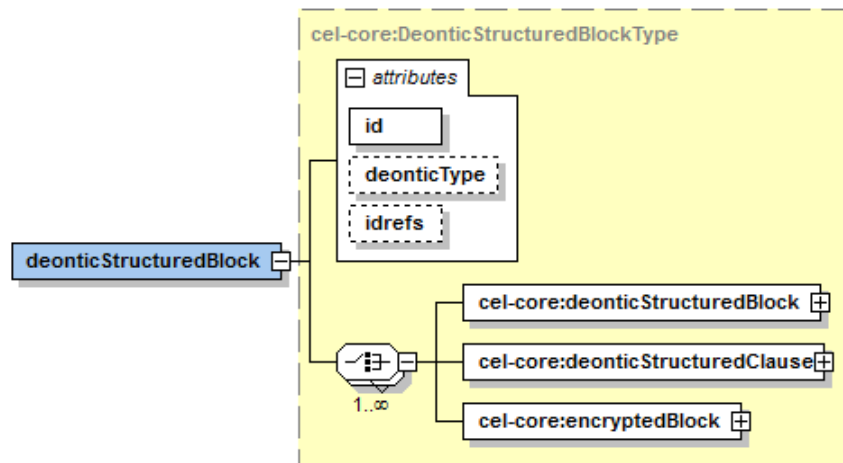 cel-core:DeonticStructuredBlockType
attributes
id
deonticType
idrefs
deonticStructuredBlock
cel-core:deonticStructuredBlock
cel-core:deonticStructuredClause
1..∞
cel-core:encryptedBlock